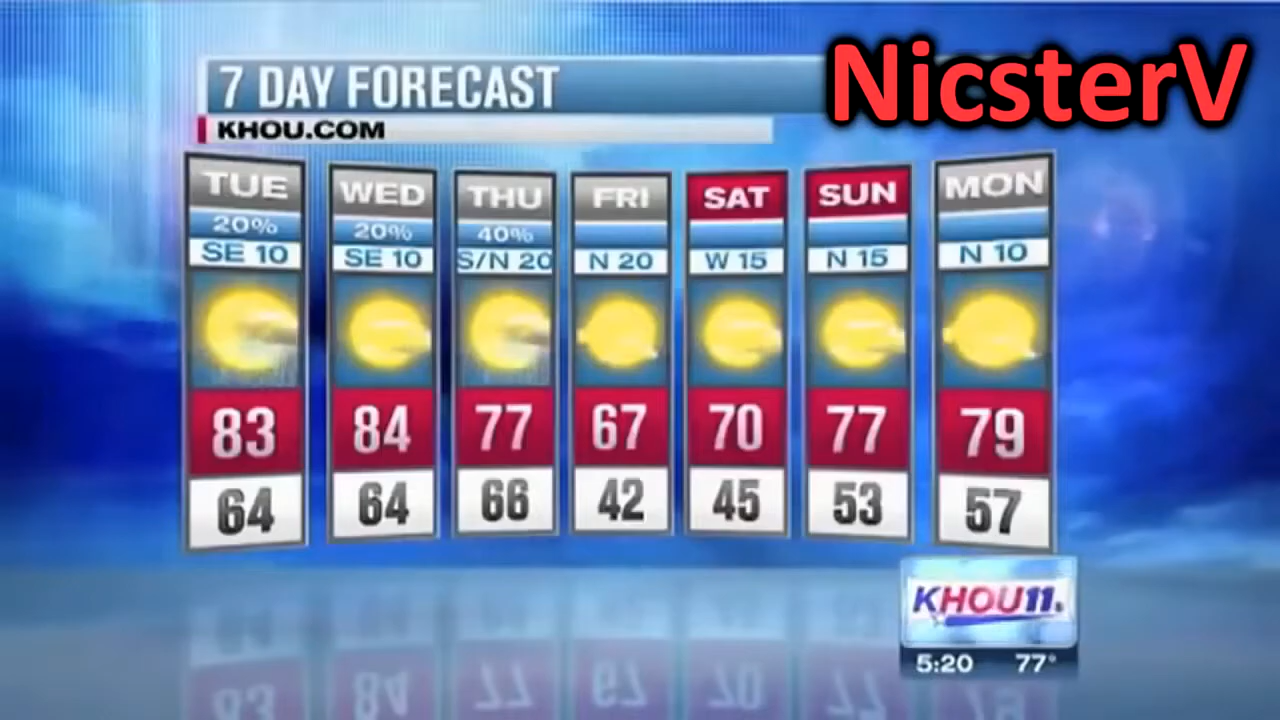 NicsterV
7 DAY FORECAST
KHOU.COM
TUE WED THU FRI SAT SUN MON
20% 20% 40%
SE 10 SE 10 S/N 20 N 20 W 15 N 15 N 10
83 84 77 67 70 77 79
64 64 66 42 45 53 57
KHOU11.
5:20 77°